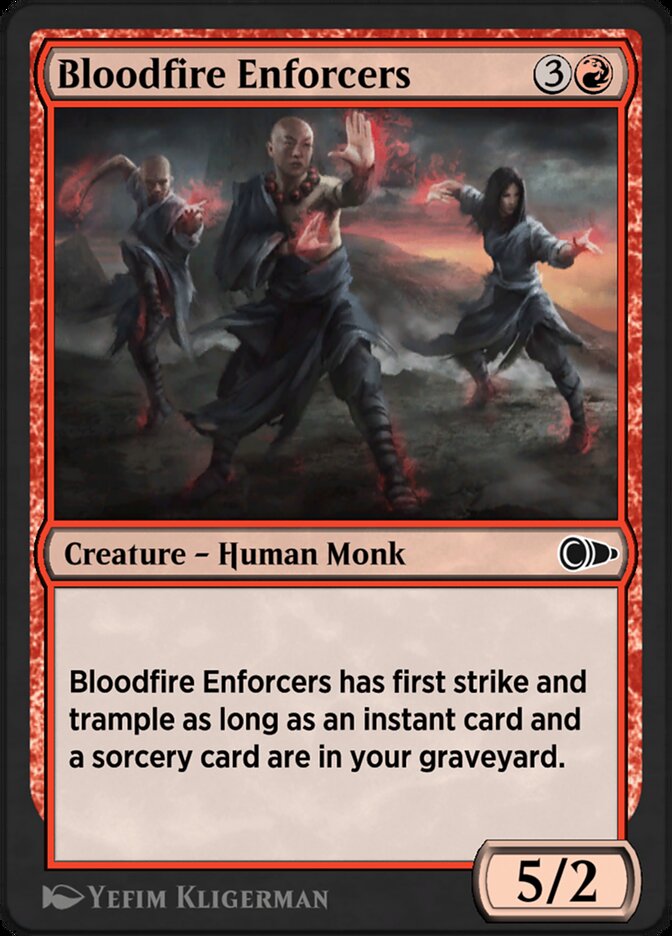 Bloodfire Enforcers 3
Creature – Human Monk
Bloodfire Enforcers has first strike and
trample as long as an instant card and
a sorcery card are in your graveyard.
5/2
Yefim Kligerman